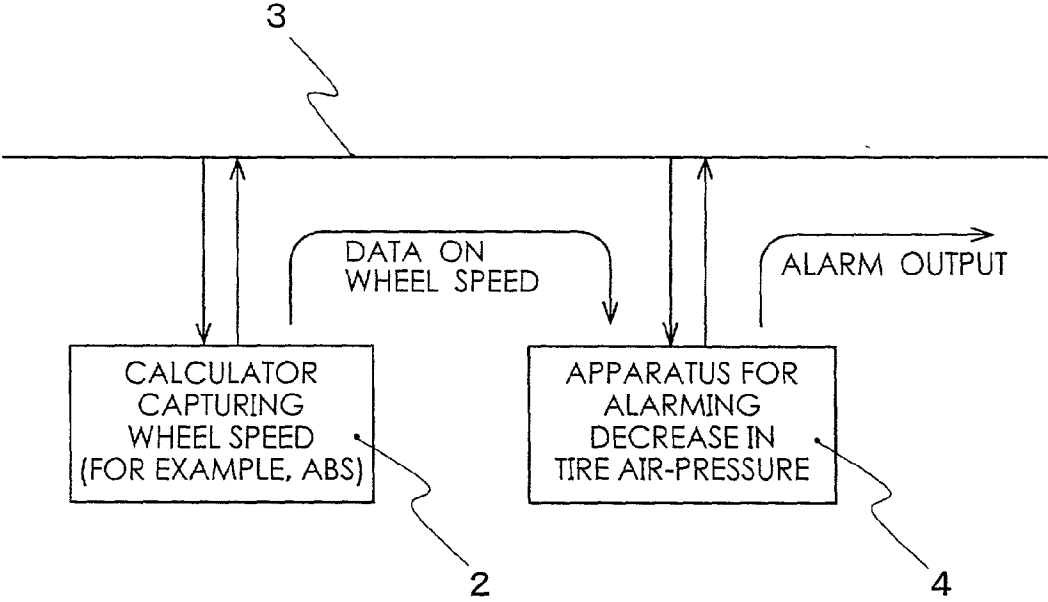 3
DATA ON
WHEEL SPEED
ALARM OUTPUT
CALCULATOR
CAPTURING
WHEEL SPEED
(FOR EXAMPLE, ABS)
APPARATUS FOR
ALARMING
DECREASE IN
TIRE AIR-PRESSURE
2
4